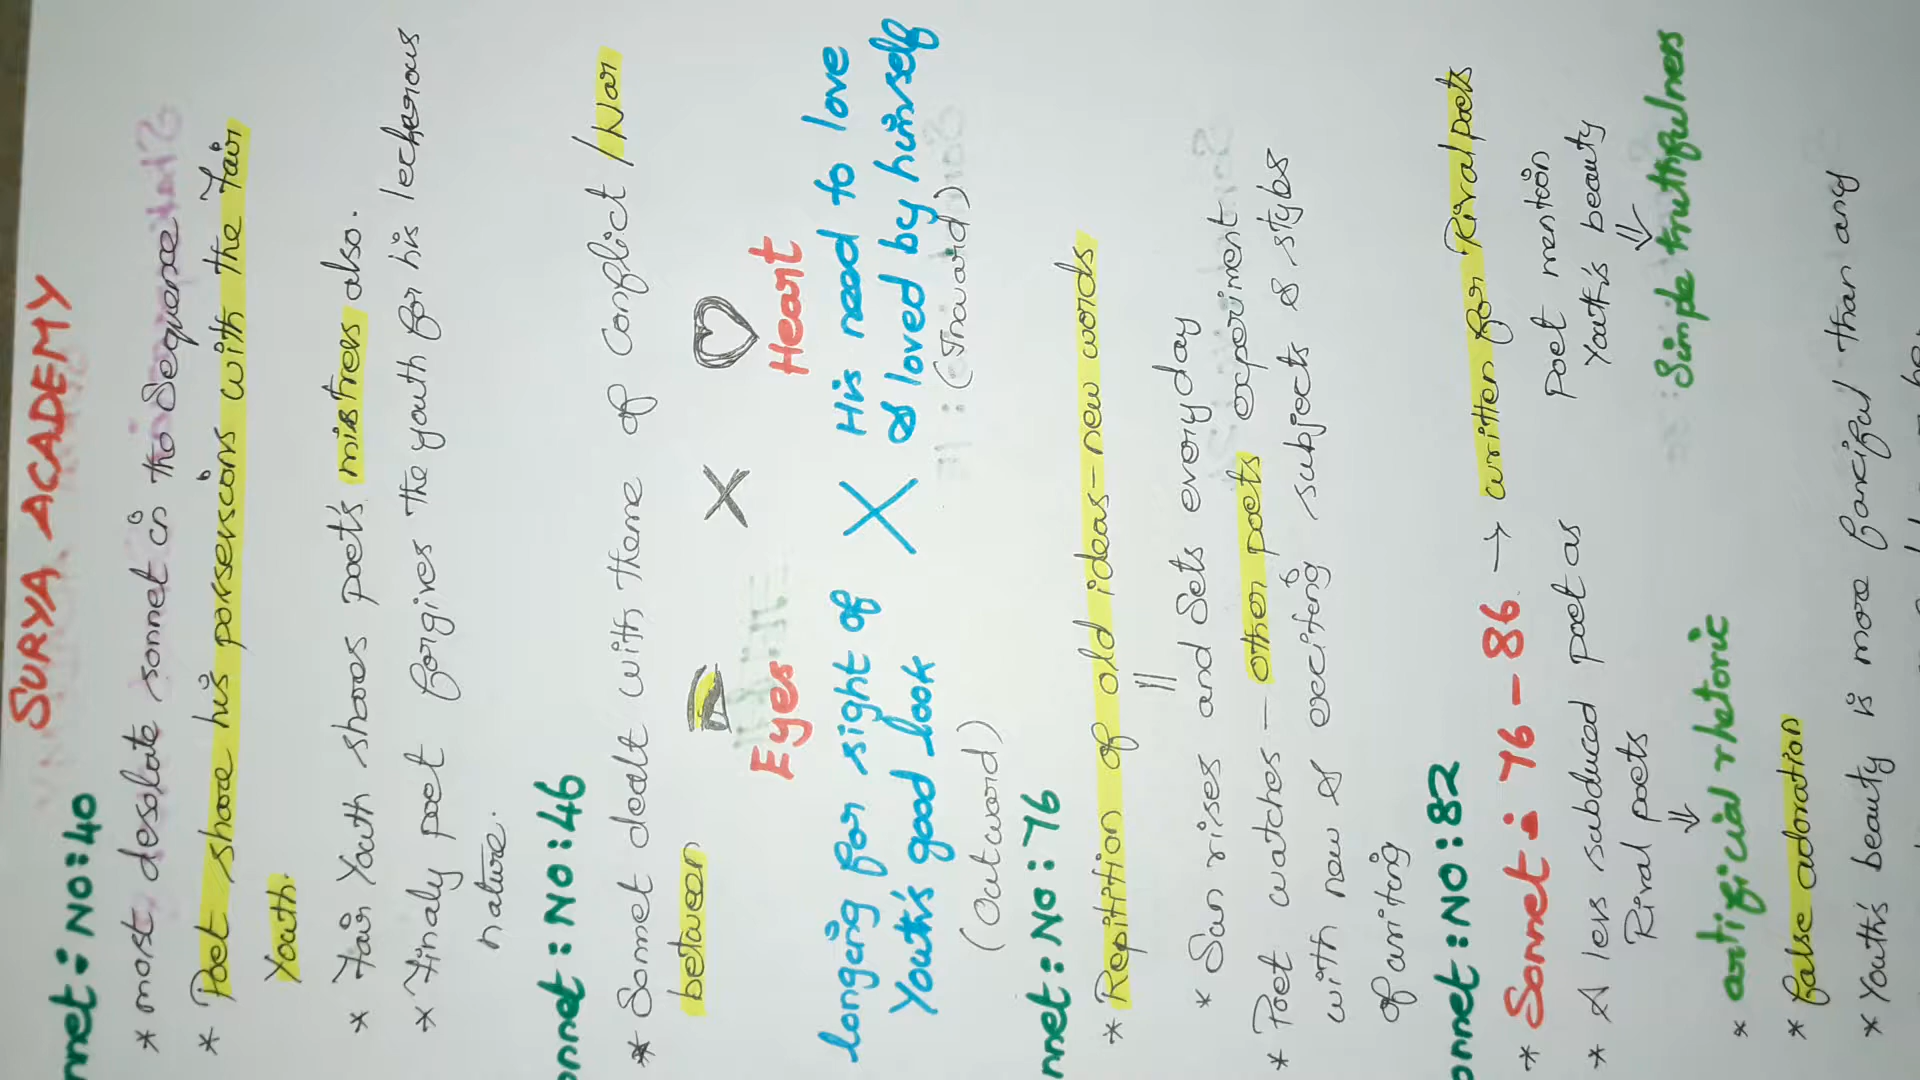 SURYA ACADEMY
nnet: NO:40
* most desolate sonnet in the Sequence
* Poet share his possessions with the Fair
Youth.
* Fair Youth shares poet's mistress also.
* Finaly poet forgives the youth for his lecherous
nature.
onnet: NO:46
* Sonnet dealt with theme of conflict / War
between
Eyes X Heart
longing for sight of X His need to love
Youth's good look & loved by himself
(Outward) (Inward)
nnet: NO:76
* Repitition of old ideas - new words
* Sun rises and Sets everyday
* Poet watches - other poets experiment
with new & exciting subjects & styles
of writing
onnet: NO:82
* Sonnet: 76 - 86 → written for Rival poets
* A less subdued poet as Poet mention
Rival poets Youth's beauty
* artificial rhetoric Simple truthfulness
* false adoration
* Youth's beauty is more fanciful than any